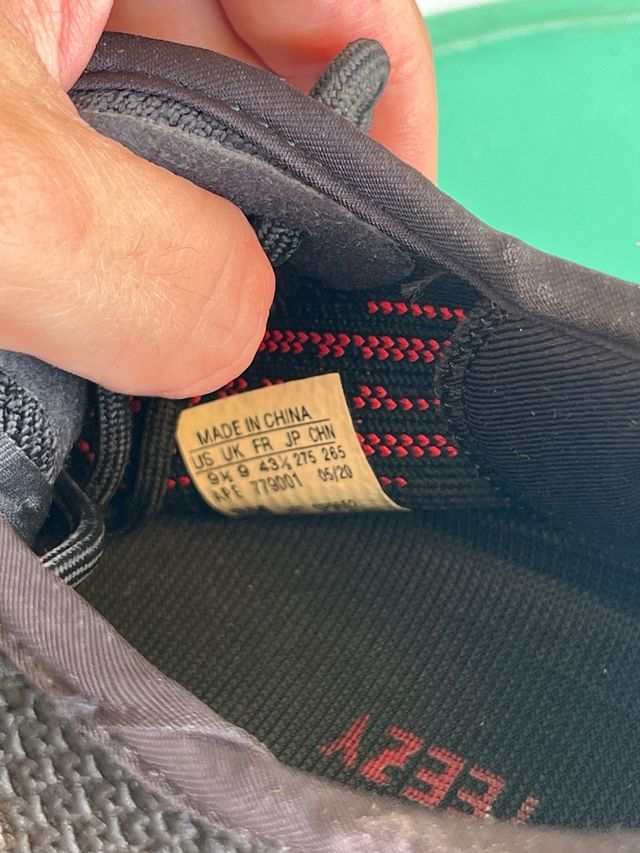 MADE IN CHINA
US UK FR JP CHN
9½ 9 43⅓ 275 265
APE 779001 05/20
YEEZY